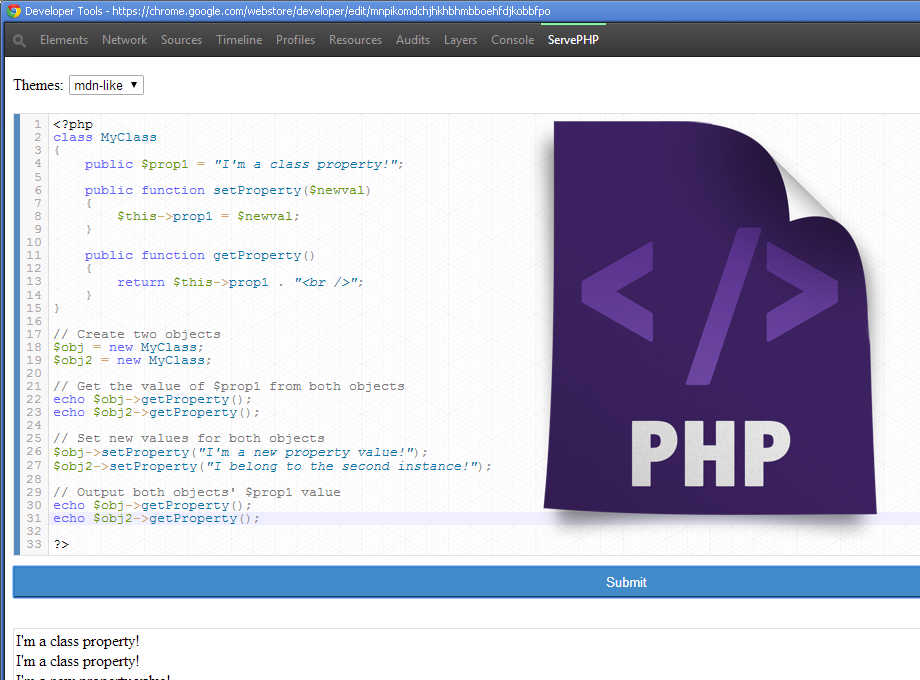 Developer Tools - https://chrome.google.com/webstore/developer/edit/mnpikomdchjhkhbhmbboehfdjkobbfpo
Elements Network Sources Timeline Profiles Resources Audits Layers Console ServePHP
Themes: mdn-like ▼
1 <?php
2 class MyClass
3 {
4     public $prop1 = "I'm a class property!";
5
6     public function setProperty($newval)
7     {
8         $this->prop1 = $newval;
9     }
10
11     public function getProperty()
12     {
13         return $this->prop1 . "<br />";
14     }
15 }
16
17 // Create two objects
18 $obj = new MyClass;
19 $obj2 = new MyClass;
20
21 // Get the value of $prop1 from both objects
22 echo $obj->getProperty();
23 echo $obj2->getProperty();
24
25 // Set new values for both objects
26 $obj->setProperty("I'm a new property value!");
27 $obj2->setProperty("I belong to the second instance!");
28
29 // Output both objects' $prop1 value
30 echo $obj->getProperty();
31 echo $obj2->getProperty();
32
33 ?>
</>
PHP
Submit
I'm a class property!
I'm a class property!
I'm a new property value!